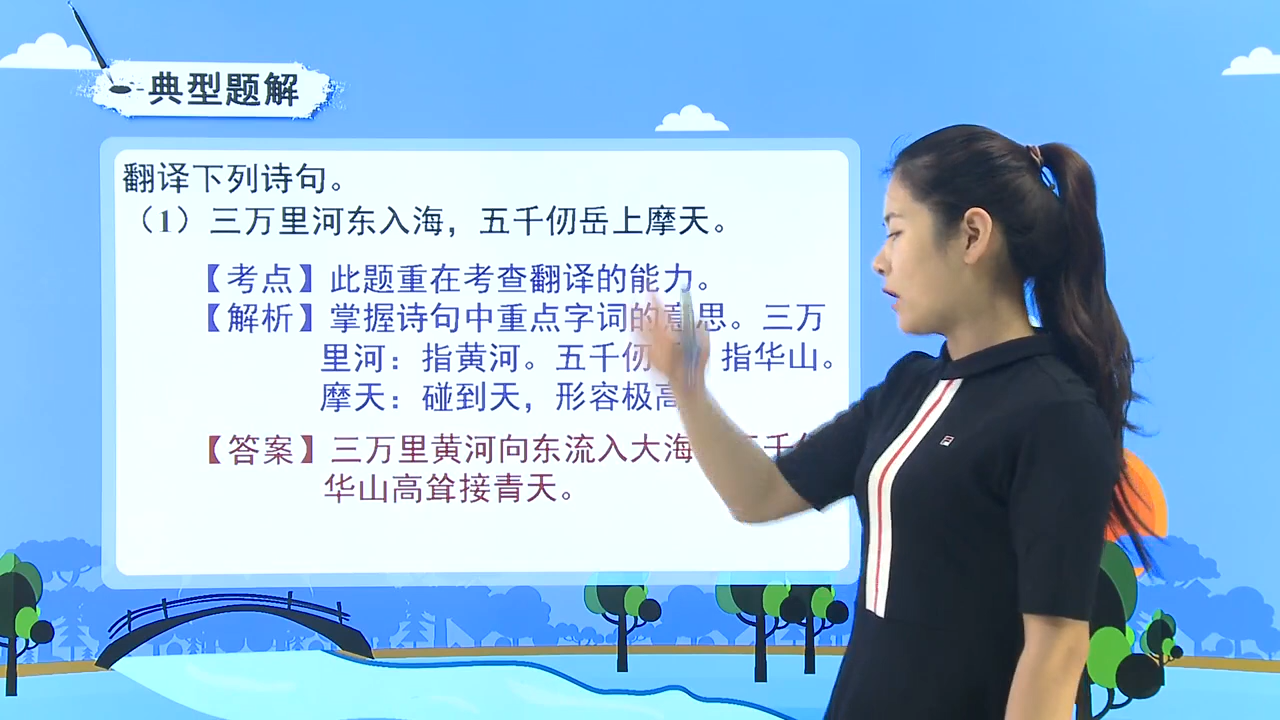 典型题解
翻译下列诗句。
（1）三万里河东入海，五千仞岳上摩天。
【考点】此题重在考查翻译的能力。
【解析】掌握诗句中重点字词的意思。三万
里河：指黄河。五千仞 指华山。
摩天：碰到天，形容极高
【答案】三万里黄河向东流入大海 千
华山高耸接青天。